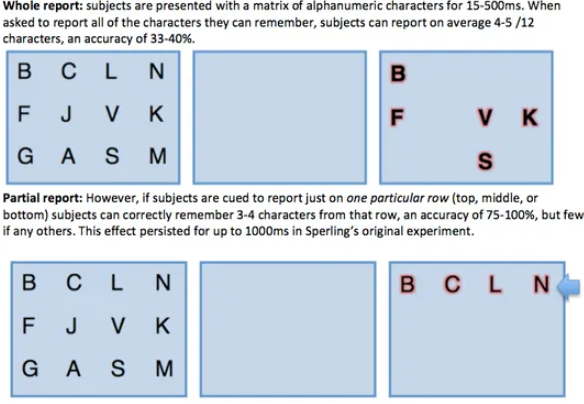 Whole report: subjects are presented with a matrix of alphanumeric characters for 15-500ms. When
asked to report all of the characters they can remember, subjects can report on average 4-5 /12
characters, an accuracy of 33-40%.
B C L N
F J V K
G A S M
B
F V K
S
Partial report: However, if subjects are cued to report just on one particular row (top, middle, or
bottom) subjects can correctly remember 3-4 characters from that row, an accuracy of 75-100%, but few
if any others. This effect persisted for up to 1000ms in Sperling's original experiment.
B C L N
F J V K
G A S M
B C L N